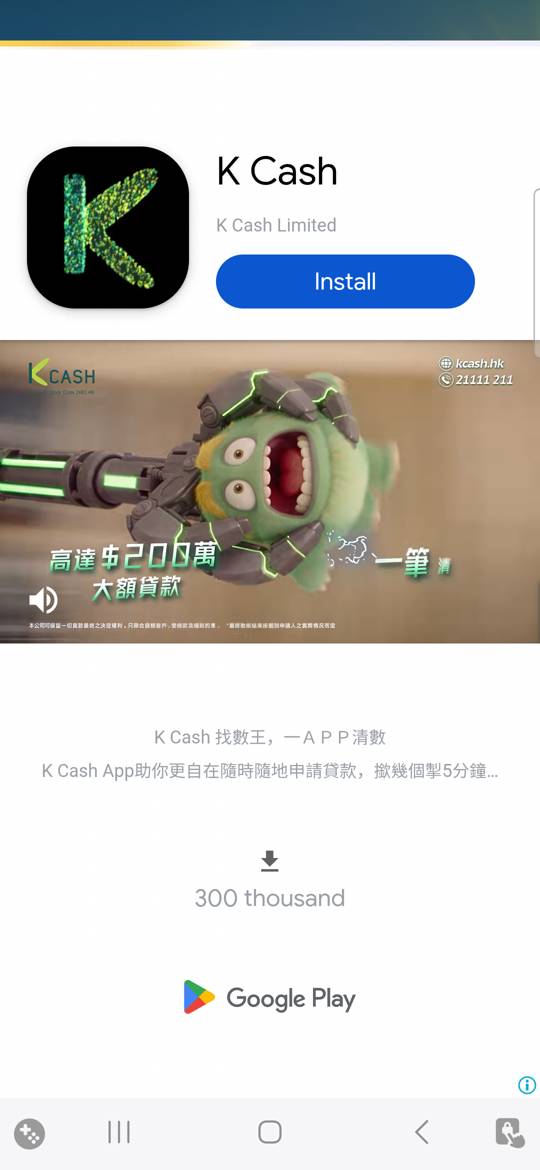 K Cash
K Cash Limited
Install
KCASH
kcash.hk
21111 211
高達$200萬
大額貸款
一筆清
K Cash 找數王，一ＡＰＰ清數
K Cash App助你更自在隨時隨地申請貸款，撳幾個掣5分鐘...
300 thousand
Google Play